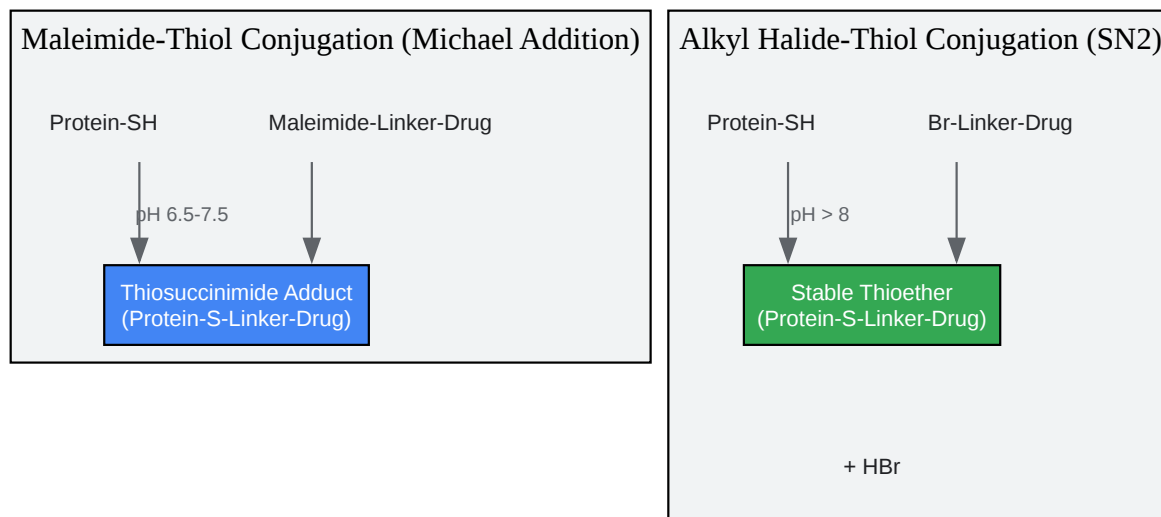 Maleimide-Thiol Conjugation (Michael Addition)
Protein-SH
Maleimide-Linker-Drug
pH 6.5-7.5
Thiosuccinimide Adduct
(Protein-S-Linker-Drug)
Alkyl Halide-Thiol Conjugation (SN2)
Protein-SH
Br-Linker-Drug
pH > 8
Stable Thioether
(Protein-S-Linker-Drug)
+ HBr